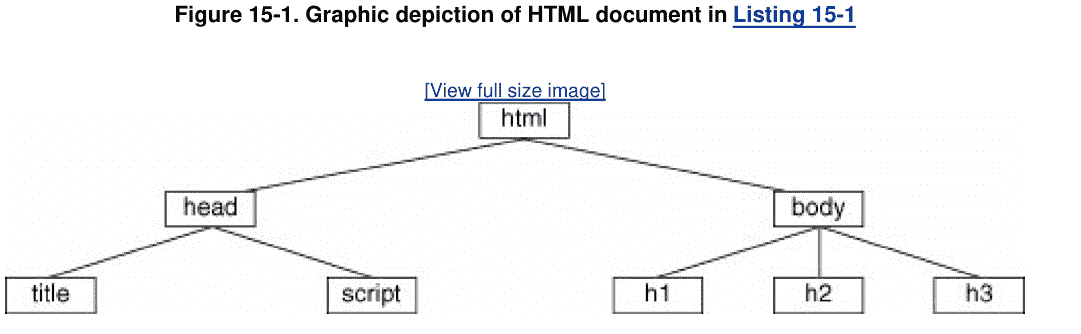 Figure 15-1. Graphic depiction of HTML document in Listing 15-1
[View full size image]
html
head body
title script h1 h2 h3